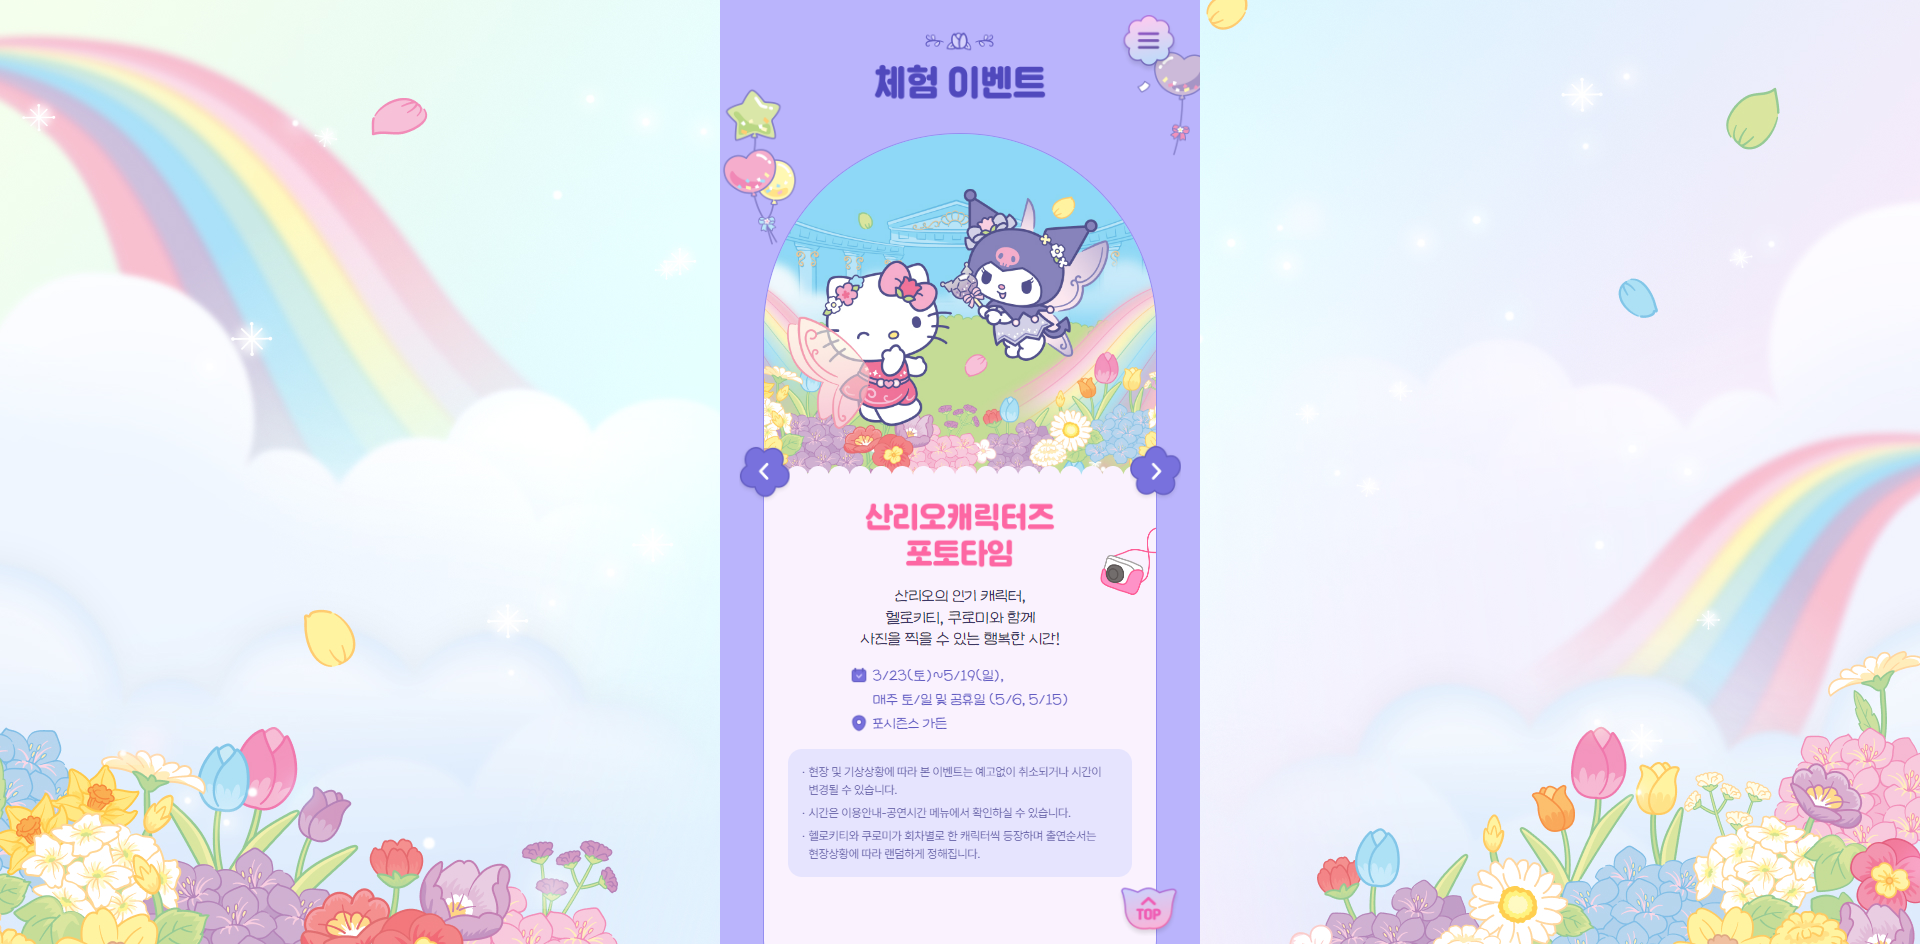 체험 이벤트
산리오캐릭터즈
포토타임
산리오의 인기 캐릭터,
헬로키티, 쿠로미와 함께
사진을 찍을 수 있는 행복한 시간!
3/23(토)~5/19(일),
매주 토/일 및 공휴일 (5/6, 5/15)
포시즌스 가든
· 현장 및 기상상황에 따라 본 이벤트는 예고없이 취소되거나 시간이
변경될 수 있습니다.
· 시간은 이용안내-공연시간 메뉴에서 확인하실 수 있습니다.
· 헬로키티와 쿠로미가 회차별로 한 캐릭터씩 등장하며 출연순서는
현장상황에 따라 랜덤하게 정해집니다.
TOP